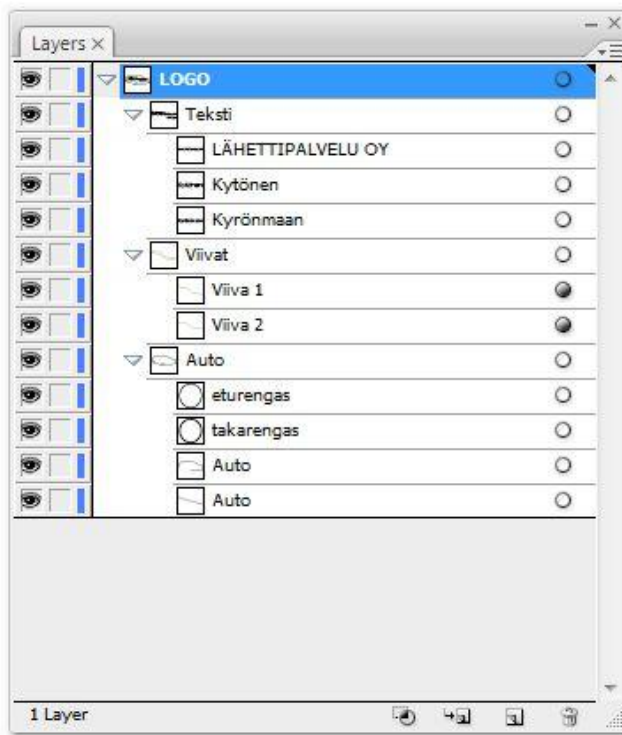 Layers
LOGO
Teksti
LÄHETTIPALVELU OY
Kytönen
Kyrönmaan
Viivat
Viiva 1
Viiva 2
Auto
eturengas
takarengas
Auto
Auto
1 Layer